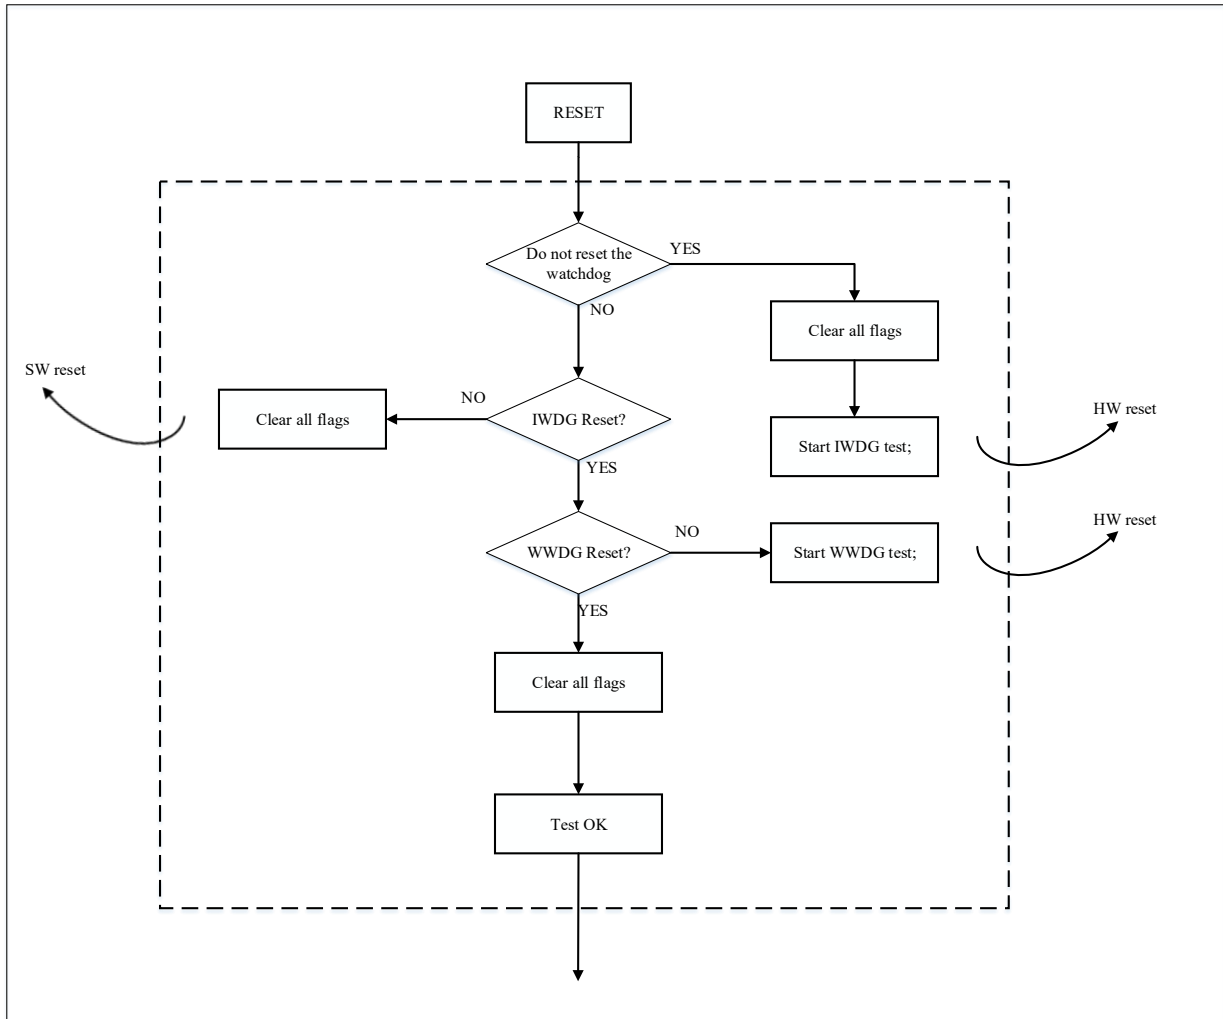 RESET
Do not reset the
watchdog
YES
NO
Clear all flags
SW reset
NO
Clear all flags
IWDG Reset?
YES
Start IWDG test;
HW reset
WWDG Reset?
NO
Start WWDG test;
HW reset
YES
Clear all flags
Test OK